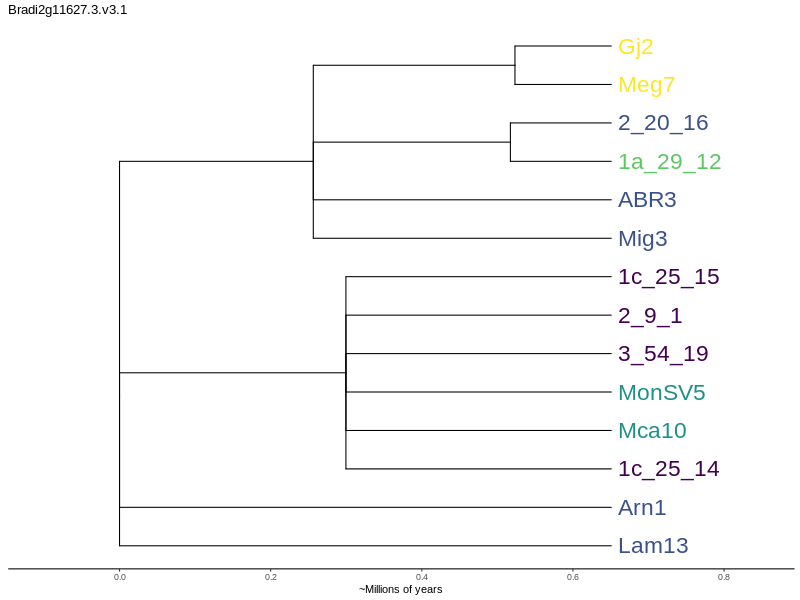 Bradi2g11627.3.v3.1
Gj2
Meg7
2_20_16
1a_29_12
ABR3
Mig3
1c_25_15
2_9_1
3_54_19
MonSV5
Mca10
1c_25_14
Arn1
Lam13
0.0 0.2 0.4 0.6 0.8
~Millions of years